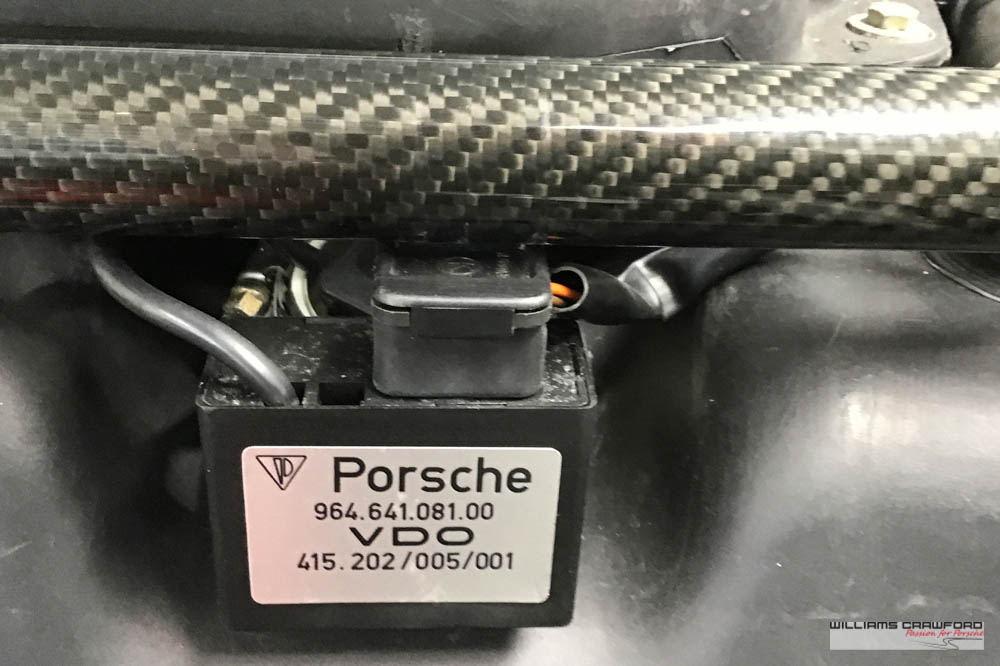 Porsche
964.641.081.00
VDO
415.202/005/001
WILLIAMS CRAWFORD
Passion for Porsche